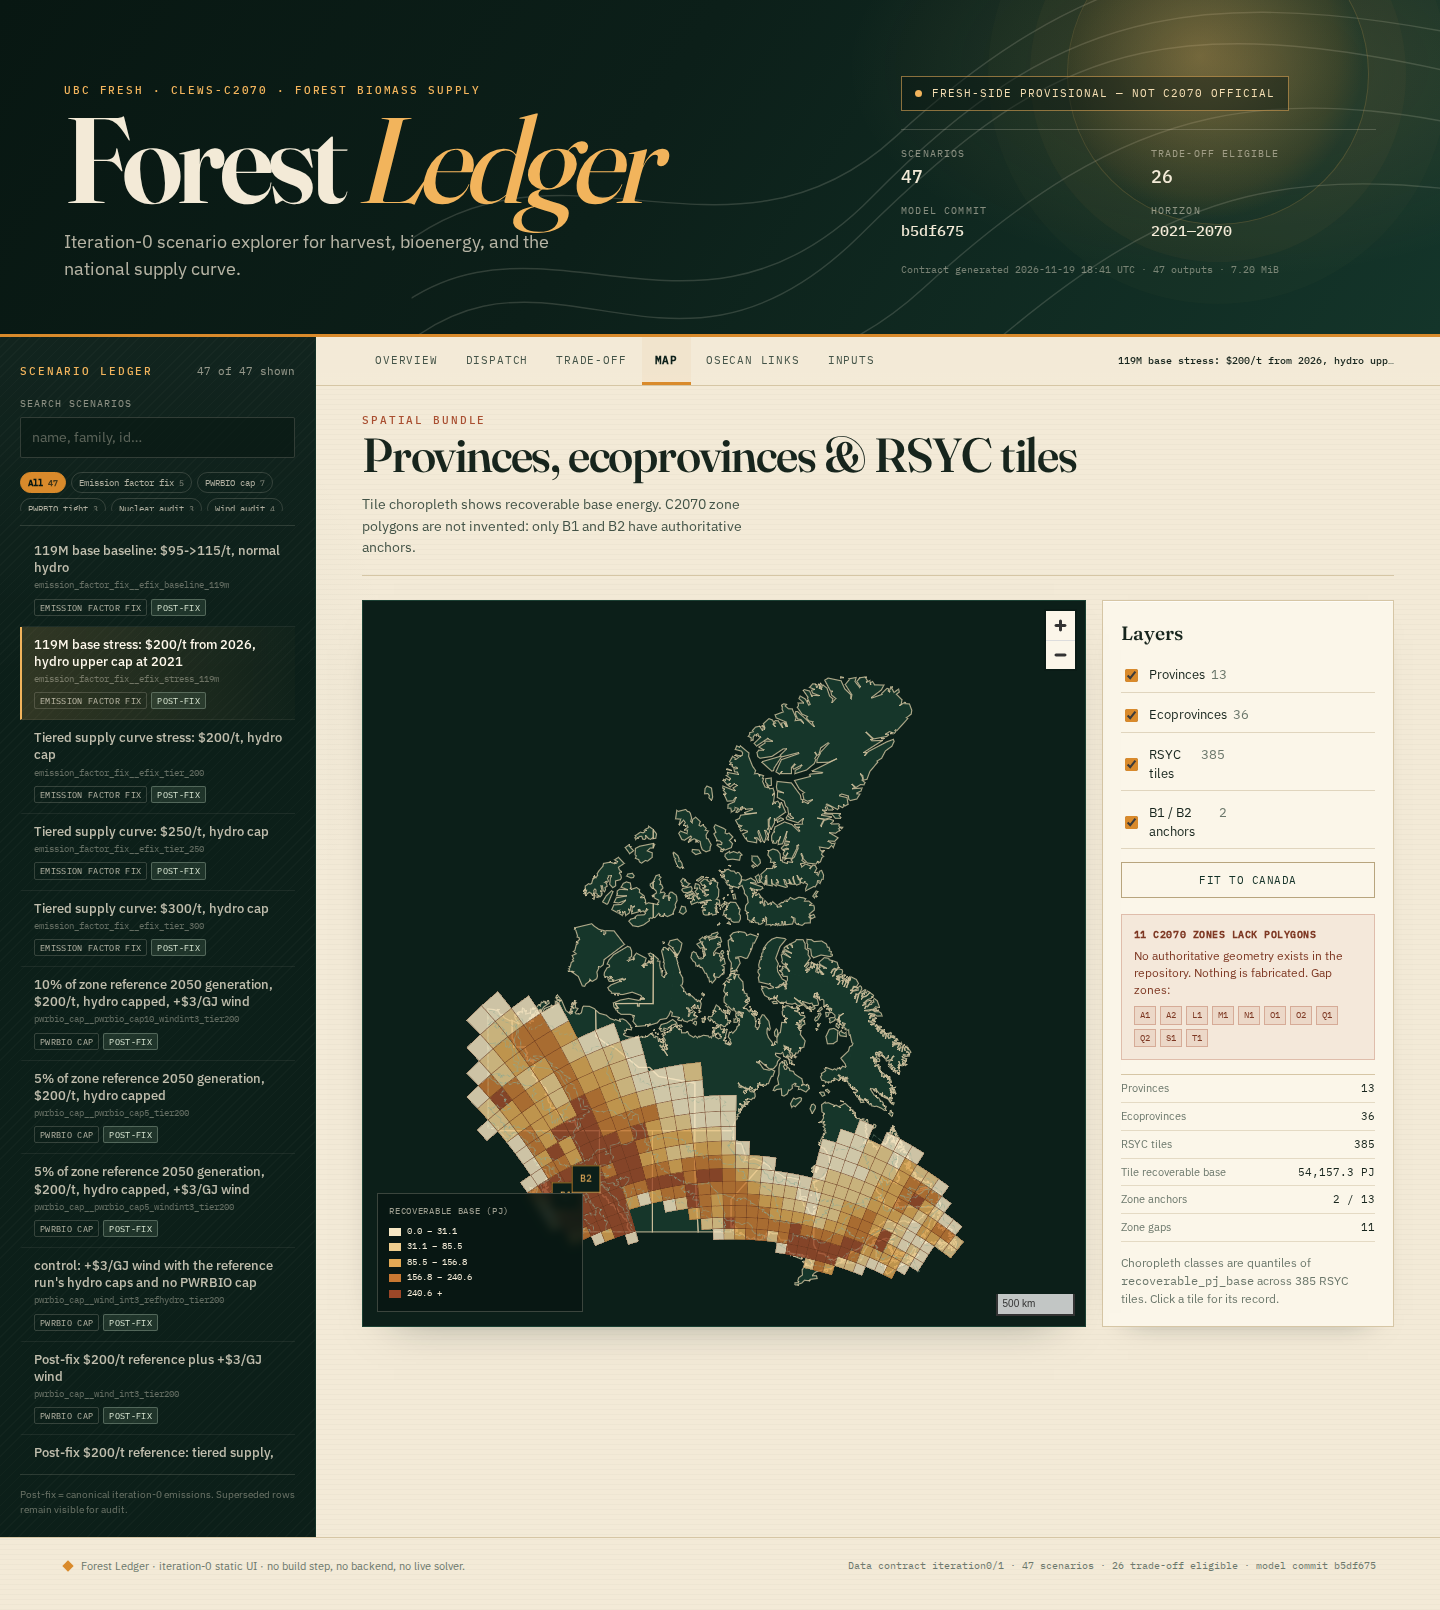 UBC FRESH · CLEWS-C2070 · FOREST BIOMASS SUPPLY
Forest Ledger
Iteration-0 scenario explorer for harvest, bioenergy, and the
national supply curve.
FRESH-SIDE PROVISIONAL — NOT C2070 OFFICIAL
SCENARIOS
47
TRADE-OFF ELIGIBLE
26
MODEL COMMIT
b5df675
HORIZON
2021–2070
Contract generated 2026-11-19 18:41 UTC · 47 outputs · 7.20 MiB
SCENARIO LEDGER
47 of 47 shown
SEARCH SCENARIOS
name, family, id…
All 47
Emission factor fix 5
PWRBIO cap 7
PWRBIO tight 3
Nuclear audit 3
Wind audit 4
119M base baseline: $95->115/t, normal
hydro
emission_factor_fix__efix_baseline_119m
EMISSION FACTOR FIX
POST-FIX
119M base stress: $200/t from 2026,
hydro upper cap at 2021
emission_factor_fix__efix_stress_119m
EMISSION FACTOR FIX
POST-FIX
Tiered supply curve stress: $200/t, hydro
cap
emission_factor_fix__efix_tier_200
EMISSION FACTOR FIX
POST-FIX
Tiered supply curve: $250/t, hydro cap
emission_factor_fix__efix_tier_250
EMISSION FACTOR FIX
POST-FIX
Tiered supply curve: $300/t, hydro cap
emission_factor_fix__efix_tier_300
EMISSION FACTOR FIX
POST-FIX
10% of zone reference 2050 generation,
$200/t, hydro capped, +$3/GJ wind
pwrbio_cap__pwrbio_cap10_windint3_tier200
PWRBIO CAP
POST-FIX
5% of zone reference 2050 generation,
$200/t, hydro capped
pwrbio_cap__pwrbio_cap5_tier200
PWRBIO CAP
POST-FIX
5% of zone reference 2050 generation,
$200/t, hydro capped, +$3/GJ wind
pwrbio_cap__pwrbio_cap5_windint3_tier200
PWRBIO CAP
POST-FIX
control: +$3/GJ wind with the reference
run's hydro caps and no PWRBIO cap
pwrbio_cap__wind_int3_refhydro_tier200
PWRBIO CAP
POST-FIX
Post-fix $200/t reference plus +$3/GJ
wind
pwrbio_cap__wind_int3_tier200
PWRBIO CAP
POST-FIX
Post-fix $200/t reference: tiered supply,
Post-fix = canonical iteration-0 emissions. Superseded rows
remain visible for audit.
OVERVIEW
DISPATCH
TRADE-OFF
MAP
OSECAN LINKS
INPUTS
119M base stress: $200/t from 2026, hydro upp…
SPATIAL BUNDLE
Provinces, ecoprovinces & RSYC tiles
Tile choropleth shows recoverable base energy. C2070 zone
polygons are not invented: only B1 and B2 have authoritative
anchors.
+
−
B2
RECOVERABLE BASE (PJ)
0.0 – 31.1
31.1 – 85.5
85.5 – 156.8
156.8 – 240.6
240.6 +
500 km
Layers
Provinces 13
Ecoprovinces 36
RSYC
tiles
385
B1 / B2
anchors
2
FIT TO CANADA
11 C2070 ZONES LACK POLYGONS
No authoritative geometry exists in the
repository. Nothing is fabricated. Gap
zones:
A1 A2 L1 M1 N1 O1 O2 Q1
Q2 S1 T1
Provinces 13
Ecoprovinces 36
RSYC tiles 385
Tile recoverable base 54,157.3 PJ
Zone anchors 2 / 13
Zone gaps 11
Choropleth classes are quantiles of
recoverable_pj_base across 385 RSYC
tiles. Click a tile for its record.
Forest Ledger · iteration-0 static UI · no build step, no backend, no live solver.
Data contract iteration0/1 · 47 scenarios · 26 trade-off eligible · model commit b5df675